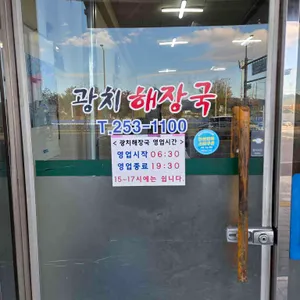 광치 해장국
T.253-1100
< 광치해장국 영업시간 >
영업시작 06:30
영업종료 19:30
15-17시에는 쉽니다